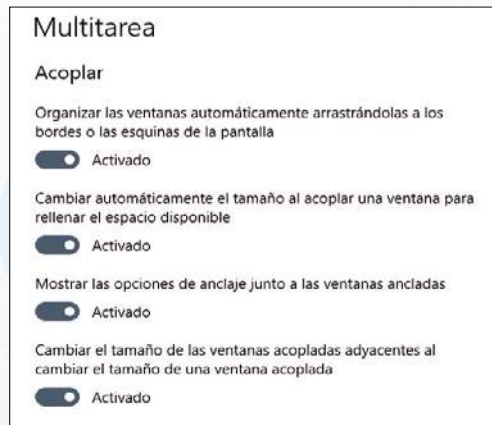 Multitarea
Acoplar
Organizar las ventanas automáticamente arrastrándolas a los
bordes o las esquinas de la pantalla
Activado
Cambiar automáticamente el tamaño al acoplar una ventana para
rellenar el espacio disponible
Activado
Mostrar las opciones de anclaje junto a las ventanas ancladas
Activado
Cambiar el tamaño de las ventanas acopladas adyacentes al
cambiar el tamaño de una ventana acoplada
Activado